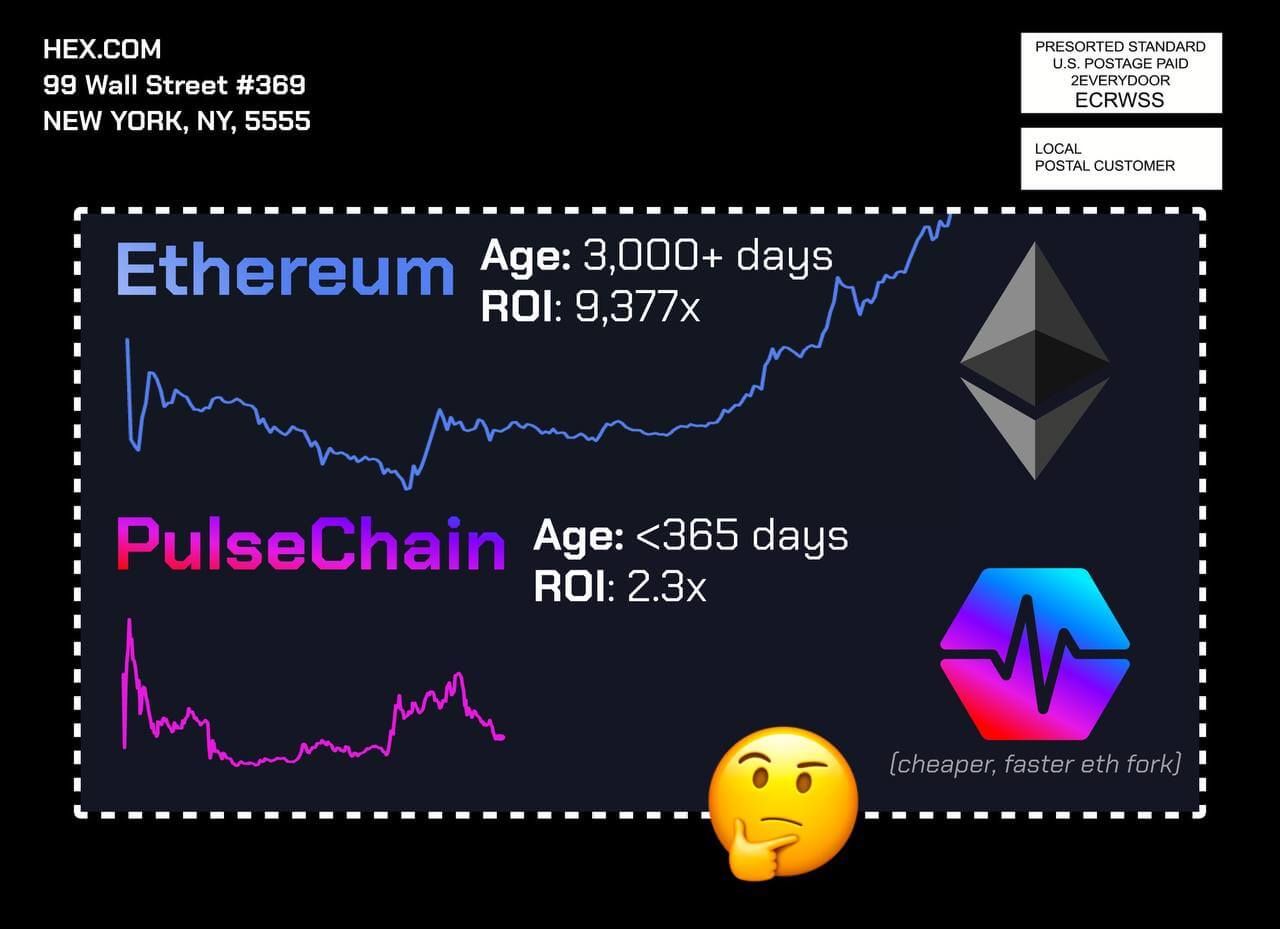 HEX.COM
99 Wall Street #369
NEW YORK, NY, 5555
PRESORTED STANDARD
U.S. POSTAGE PAID
2EVERYDOOR
ECRWSS
LOCAL
POSTAL CUSTOMER
Ethereum
Age: 3,000+ days
ROI: 9,377x
PulseChain
Age: <365 days
ROI: 2.3x
(cheaper, faster eth fork)